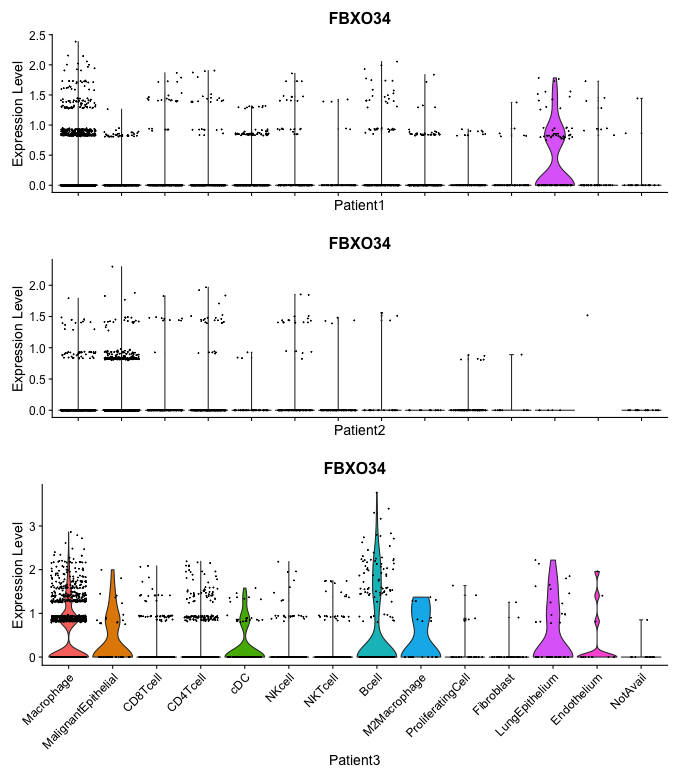 FBXO34
Expression Level
2.5
2.0
1.5
1.0
0.5
0.0
Patient1
FBXO34
Expression Level
2.0
1.5
1.0
0.5
0.0
Patient2
FBXO34
Expression Level
3
2
1
0
Macrophage
MalignantEpithelial
CD8Tcell
CD4Tcell
cDC
NKcell
NKTcell
Bcell
M2Macrophage
ProliferatingCell
Fibroblast
LungEpithelium
Endothelium
NotAvail
Patient3